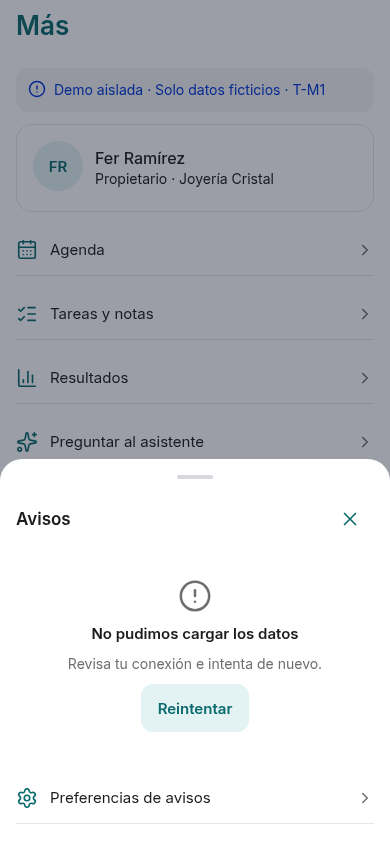 Más
Demo aislada · Solo datos ficticios · T-M1
FR
Fer Ramírez
Propietario · Joyería Cristal
Agenda
Tareas y notas
Resultados
Preguntar al asistente
Avisos
No pudimos cargar los datos
Revisa tu conexión e intenta de nuevo.
Reintentar
Preferencias de avisos